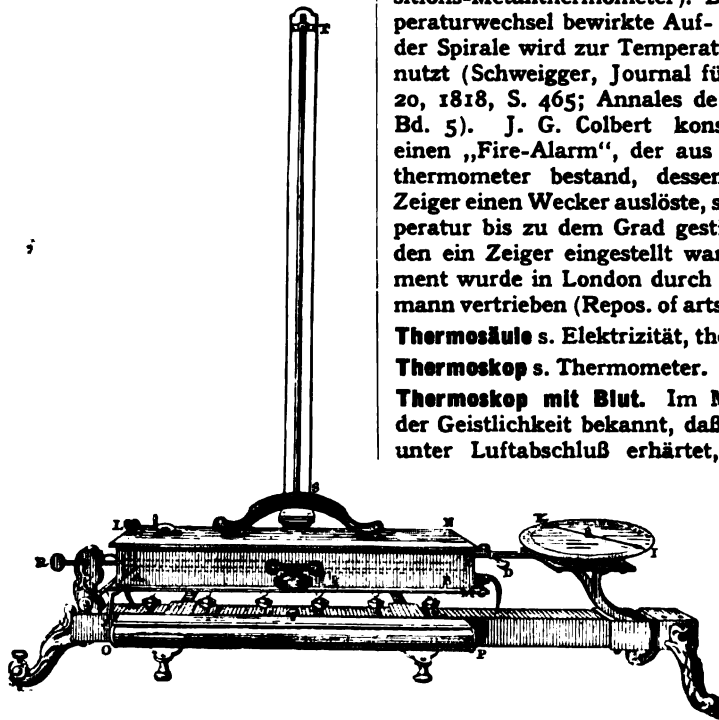 peraturwechsel bewirkte Auf-
der Spirale wird zur Temperat
nutzt (Schweigger, Journal fü
20, 1818, S. 465; Annales de
Bd. 5). J. G. Colbert kons
einen „Fire-Alarm“, der aus
thermometer bestand, desser
Zeiger einen Wecker auslöste, s
peratur bis zu dem Grad gesti
den ein Zeiger eingestellt war
ment wurde in London durch
mann vertrieben (Repos. of arts
Thermosäule s. Elektrizität, the
Thermoskop s. Thermometer.
Thermoskop mit Blut. Im M
der Geistlichkeit bekannt, daß
unter Luftabschluß erhärtet,
T
S
L
N
R
D
I
O
P